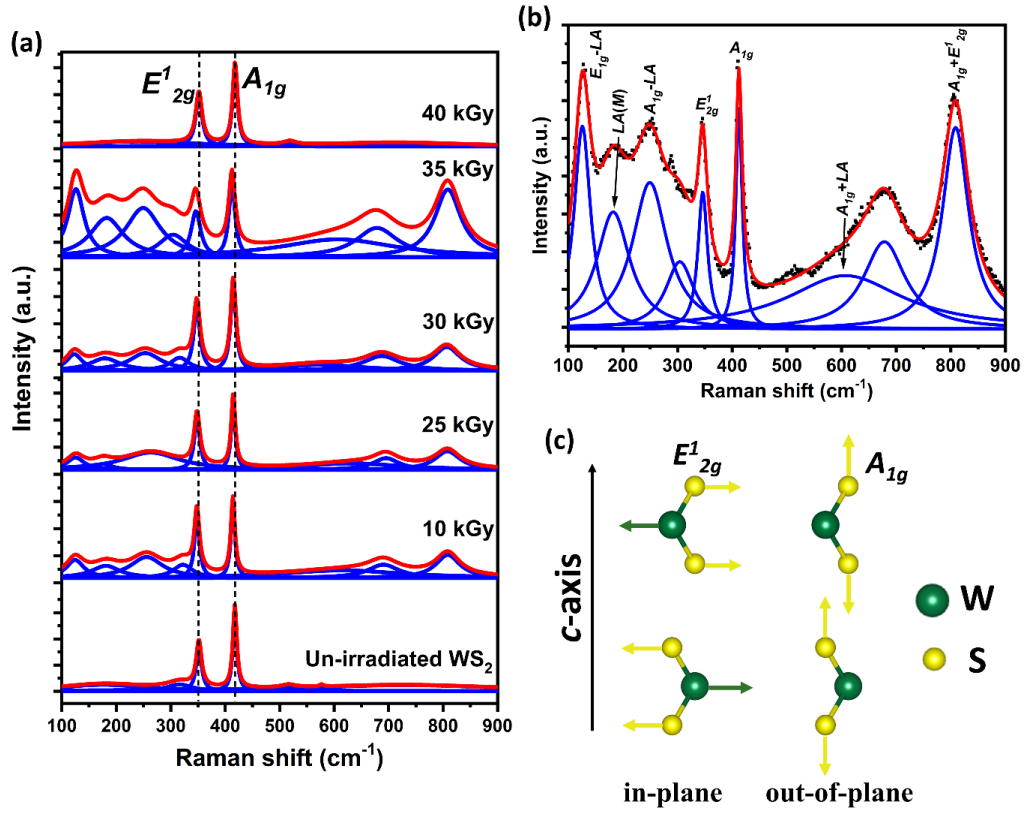 (a)
E¹₂g
A₁g
40 kGy
35 kGy
30 kGy
25 kGy
10 kGy
Un-irradiated WS₂
Intensity (a.u.)
100 200 300 400 500 600 700 800 900
Raman shift (cm⁻¹)
(b)
E₁g-LA
LA(M)
A₁g-LA
E¹₂g
A₁g
A₁g+LA
A₁g+E¹₂g
Intensity (a.u.)
100 200 300 400 500 600 700 800 900
Raman shift (cm⁻¹)
(c)
c-axis
E¹₂g
A₁g
W
S
in-plane
out-of-plane